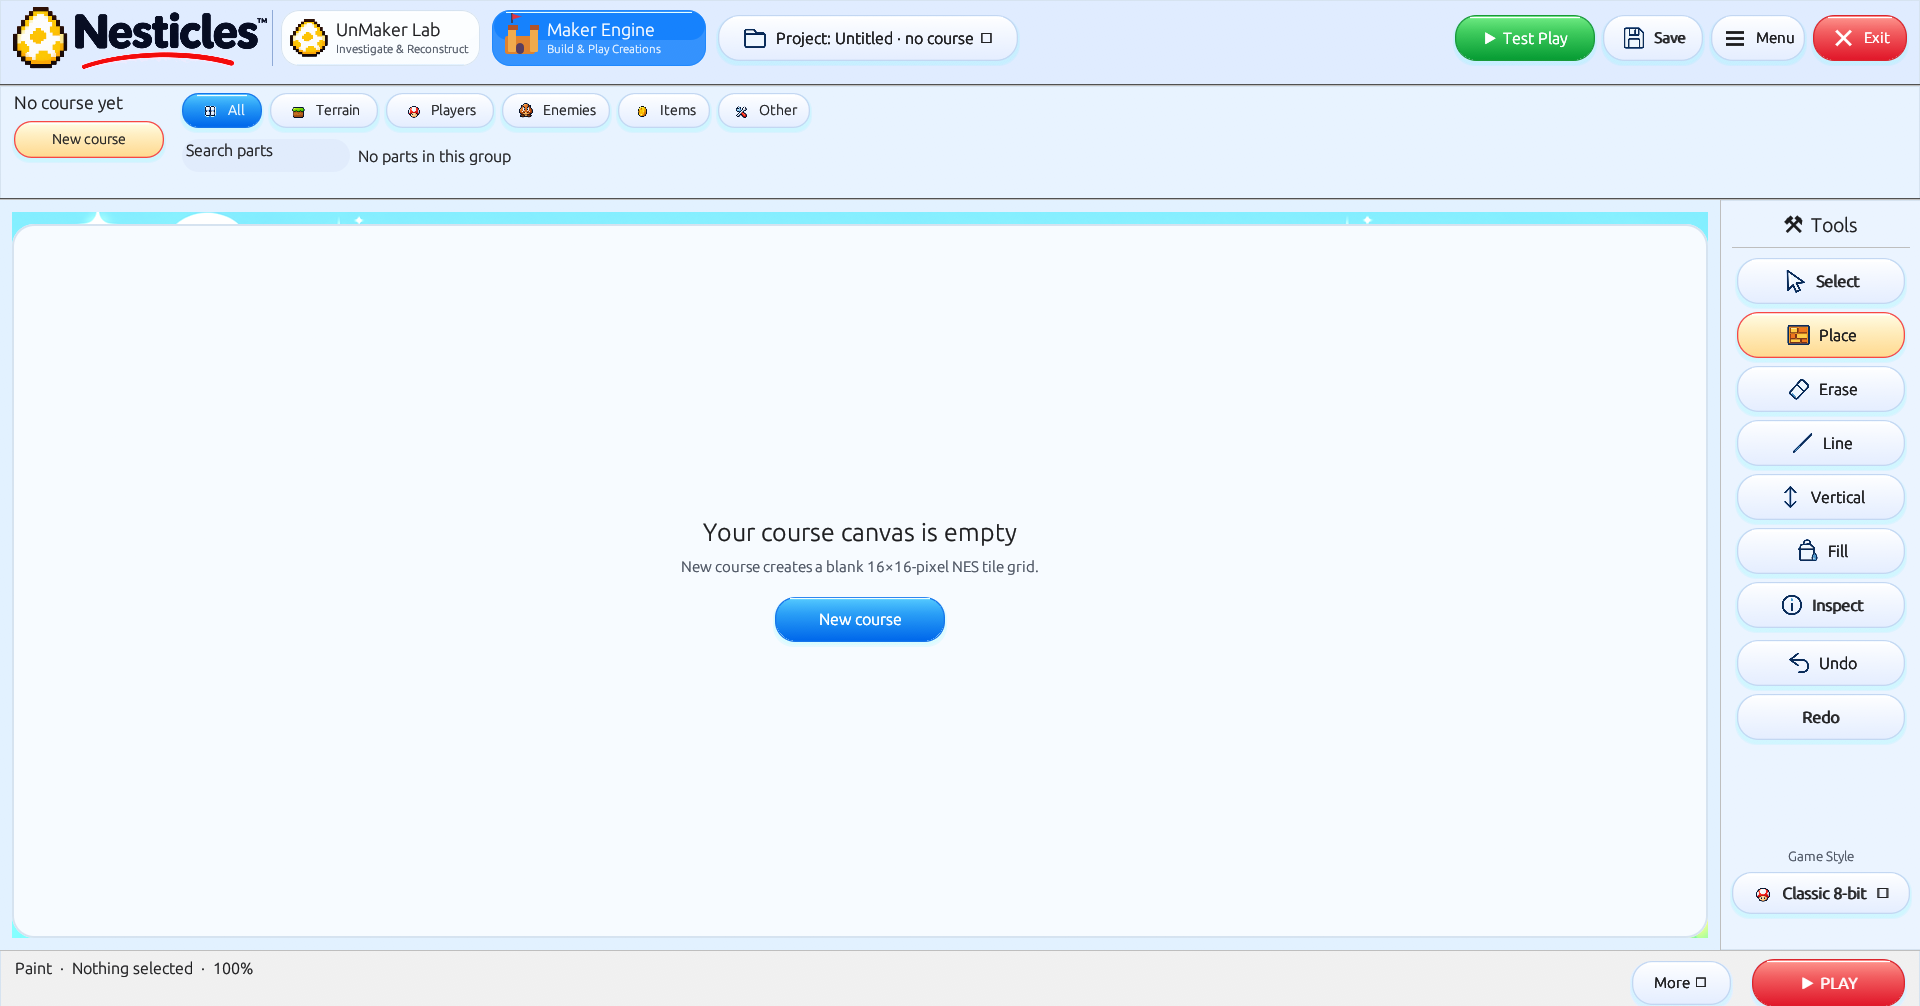 Nesticles™
UnMaker Lab
Investigate & Reconstruct
Maker Engine
Build & Play Creations
Project: Untitled · no course
Test Play
Save
Menu
Exit
No course yet
New course
All
Terrain
Players
Enemies
Items
Other
Search parts
No parts in this group
Tools
Select
Place
Erase
Line
Vertical
Fill
Inspect
Undo
Redo
Your course canvas is empty
New course creates a blank 16×16-pixel NES tile grid.
New course
Game Style
Classic 8-bit
Paint · Nothing selected · 100%
More
PLAY